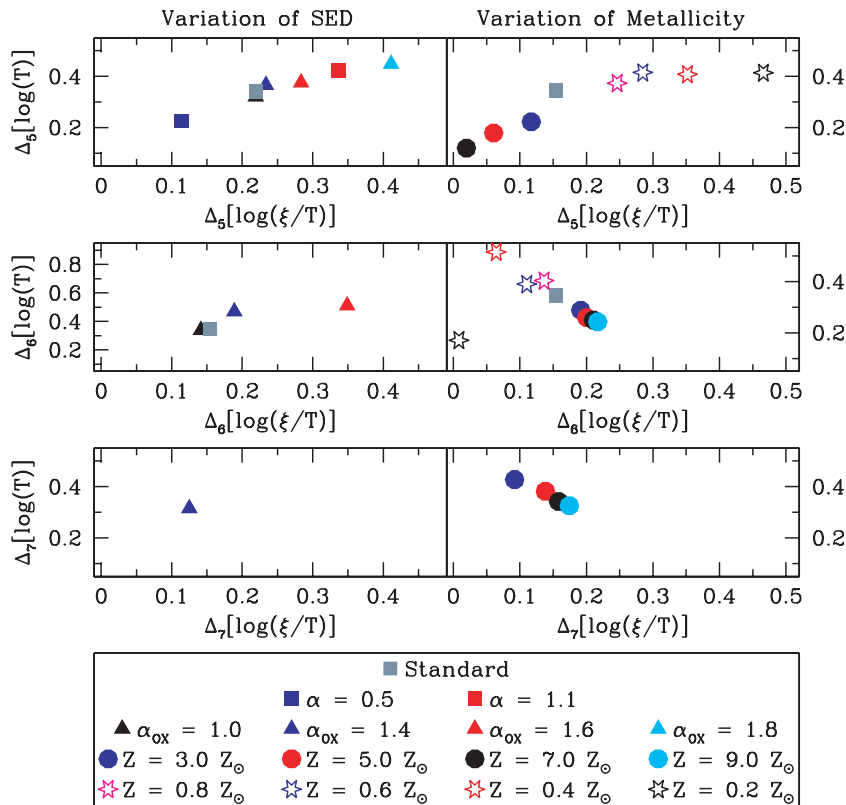 Variation of SED Variation of Metallicity
Δ₅[log(T)]
0.4 0.4
0.2 0.2
0 0.1 0.2 0.3 0.4 0 0.1 0.2 0.3 0.4 0.5
Δ₅[log(ξ/T)] Δ₅[log(ξ/T)]
Δ₆[log(T)]
0.8
0.6 0.4
0.4
0.2 0.2
0 0.1 0.2 0.3 0.4 0 0.1 0.2 0.3 0.4 0.5
Δ₆[log(ξ/T)] Δ₆[log(ξ/T)]
Δ₇[log(T)]
0.4 0.4
0.2 0.2
0 0.1 0.2 0.3 0.4 0 0.1 0.2 0.3 0.4 0.5
Δ₇[log(ξ/T)] Δ₇[log(ξ/T)]
Standard
α = 0.5 α = 1.1
α_OX = 1.0 α_OX = 1.4 α_OX = 1.6 α_OX = 1.8
Z = 3.0 Z☉ Z = 5.0 Z☉ Z = 7.0 Z☉ Z = 9.0 Z☉
Z = 0.8 Z☉ Z = 0.6 Z☉ Z = 0.4 Z☉ Z = 0.2 Z☉